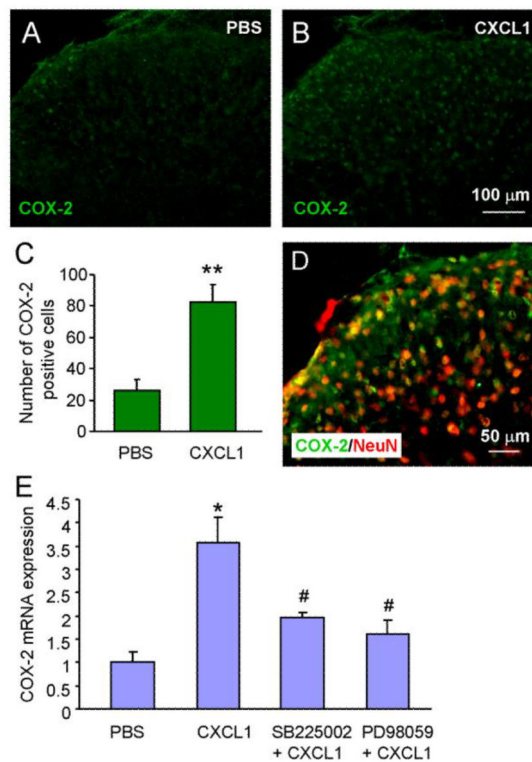 A
PBS
COX-2
B
CXCL1
100 μm
COX-2
C
Number of COX-2
positive cells
100
80
60
40
20
0
**
PBS
CXCL1
D
COX-2/NeuN
50 μm
E
COX-2 mRNA expression
4.5
4
3.5
3
2.5
2
1.5
1
0.5
0
*
#
#
PBS
CXCL1
SB225002
+ CXCL1
PD98059
+ CXCL1